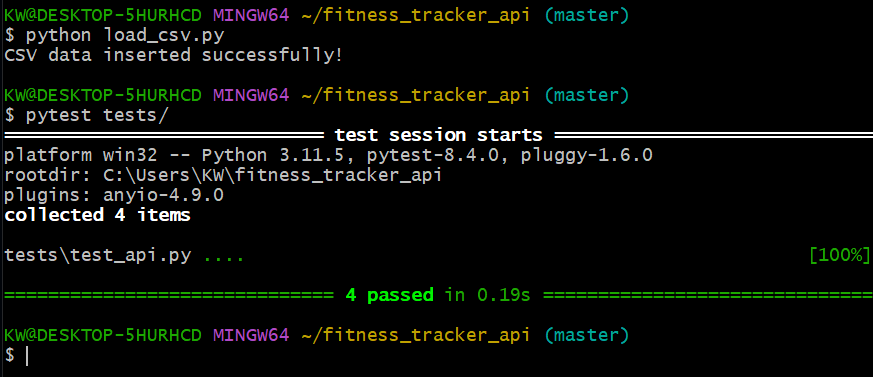 KW@DESKTOP-5HURHCD MINGW64 ~/fitness_tracker_api (master)
$ python load_csv.py
CSV data inserted successfully!
KW@DESKTOP-5HURHCD MINGW64 ~/fitness_tracker_api (master)
$ pytest tests/
============================= test session starts =============================
platform win32 -- Python 3.11.5, pytest-8.4.0, pluggy-1.6.0
rootdir: C:\Users\KW\fitness_tracker_api
plugins: anyio-4.9.0
collected 4 items
tests\test_api.py .... [100%]
============================== 4 passed in 0.19s ==============================
KW@DESKTOP-5HURHCD MINGW64 ~/fitness_tracker_api (master)
$